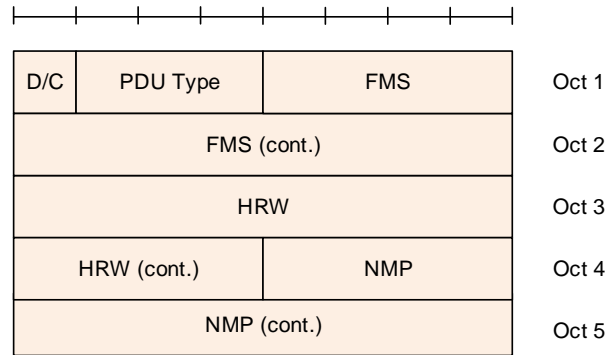 D/C PDU Type FMS Oct 1
FMS (cont.) Oct 2
HRW Oct 3
HRW (cont.) NMP Oct 4
NMP (cont.) Oct 5